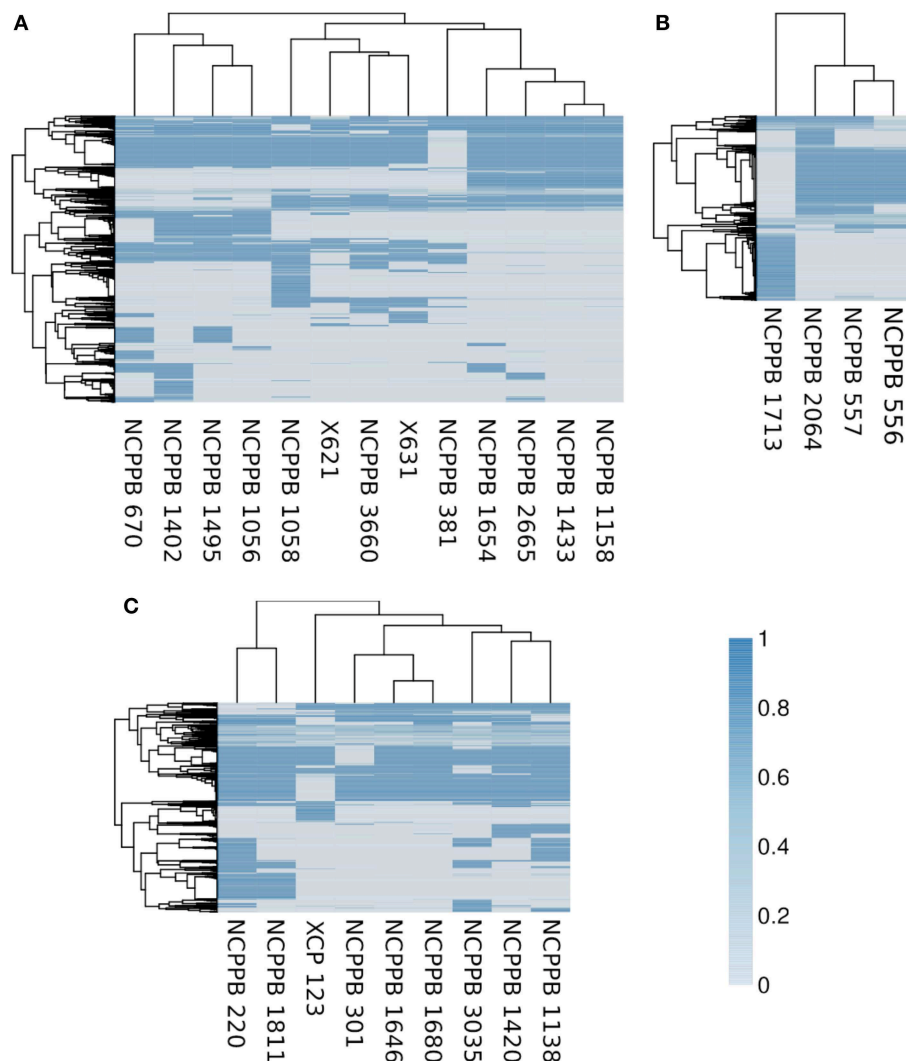 A
B
NCPPB 670
NCPPB 1402
NCPPB 1495
NCPPB 1056
NCPPB 1058
X621
NCPPB 3660
X631
NCPPB 381
NCPPB 1654
NCPPB 2665
NCPPB 1433
NCPPB 1158
NCPPB 1713
NCPPB 2064
NCPPB 557
NCPPB 556
C
NCPPB 220
NCPPB 1811
XCP 123
NCPPB 301
NCPPB 1646
NCPPB 1680
NCPPB 3035
NCPPB 1420
NCPPB 1138
1
0.8
0.6
0.4
0.2
0